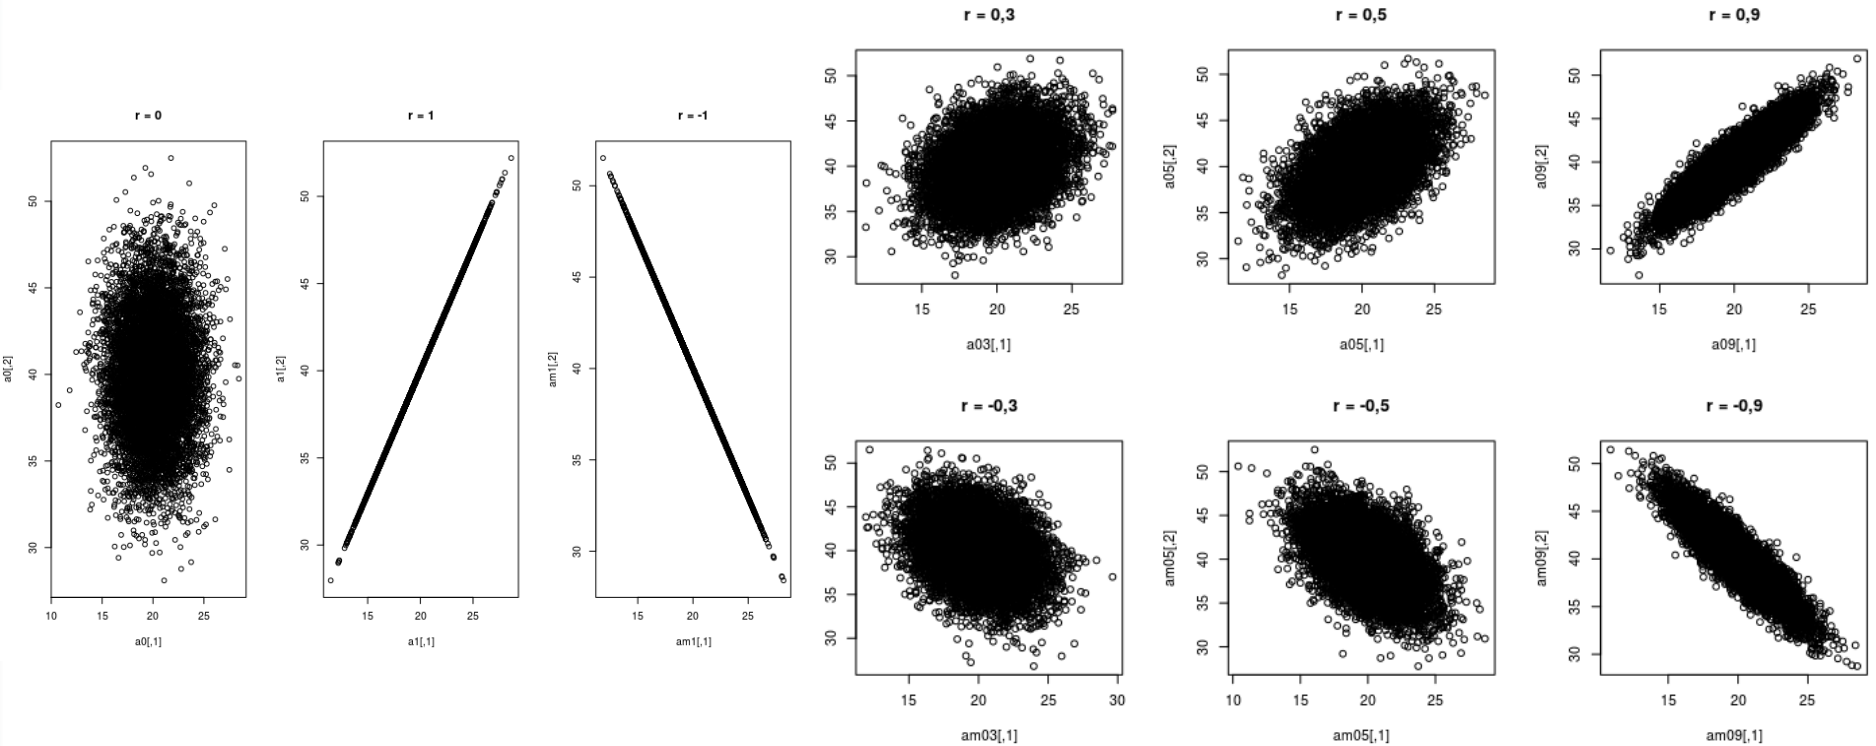 r = 0
50
45
40
35
30
a0[,2]
10 15 20 25
a0[,1]
r = 1
50
45
40
35
30
a1[,2]
15 20 25
a1[,1]
r = -1
50
45
40
35
30
am1[,2]
15 20 25
am1[,1]
r = 0,3
50
45
40
35
30
15 20 25
a03[,1]
r = 0,5
50
45
40
35
30
a05[,2]
15 20 25
a05[,1]
r = 0,9
50
45
40
35
30
a09[,2]
15 20 25
a09[,1]
r = -0,3
50
45
40
35
30
15 20 25 30
am03[,1]
r = -0,5
50
45
40
35
30
am05[,2]
10 15 20 25
am05[,1]
r = -0,9
50
45
40
35
30
am09[,2]
15 20 25
am09[,1]